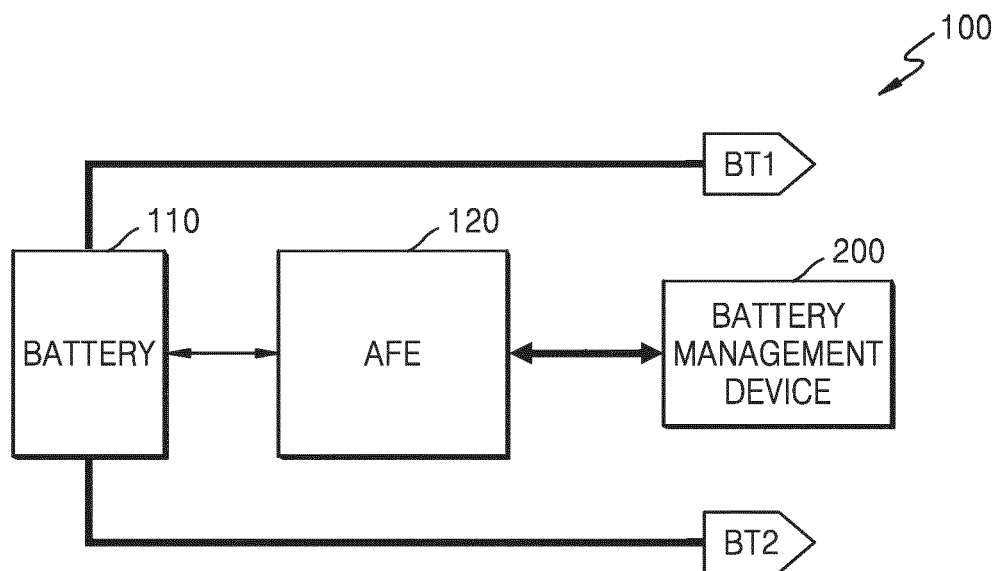 100
BT1
110
120
200
BATTERY
AFE
BATTERY
MANAGEMENT
DEVICE
BT2